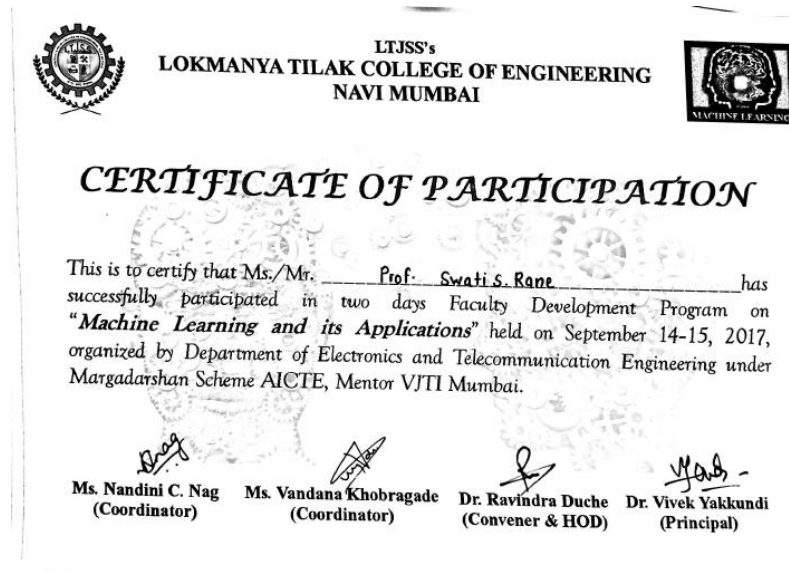 LTJSS's
LOKMANYA TILAK COLLEGE OF ENGINEERING
NAVI MUMBAI
LTJSS
MACHINE LEARNING
CERTIFICATE OF PARTICIPATION
This is to certify that Ms./Mr. Prof. Swati S. Rane has
successfully participated in two days Faculty Development Program on
“Machine Learning and its Applications” held on September 14-15, 2017,
organized by Department of Electronics and Telecommunication Engineering under
Margadarshan Scheme AICTE, Mentor VJTI Mumbai.
Ms. Nandini C. Nag
(Coordinator)
Ms. Vandana Khobragade
(Coordinator)
Dr. Ravindra Duche
(Convener & HOD)
Dr. Vivek Yakkundi
(Principal)